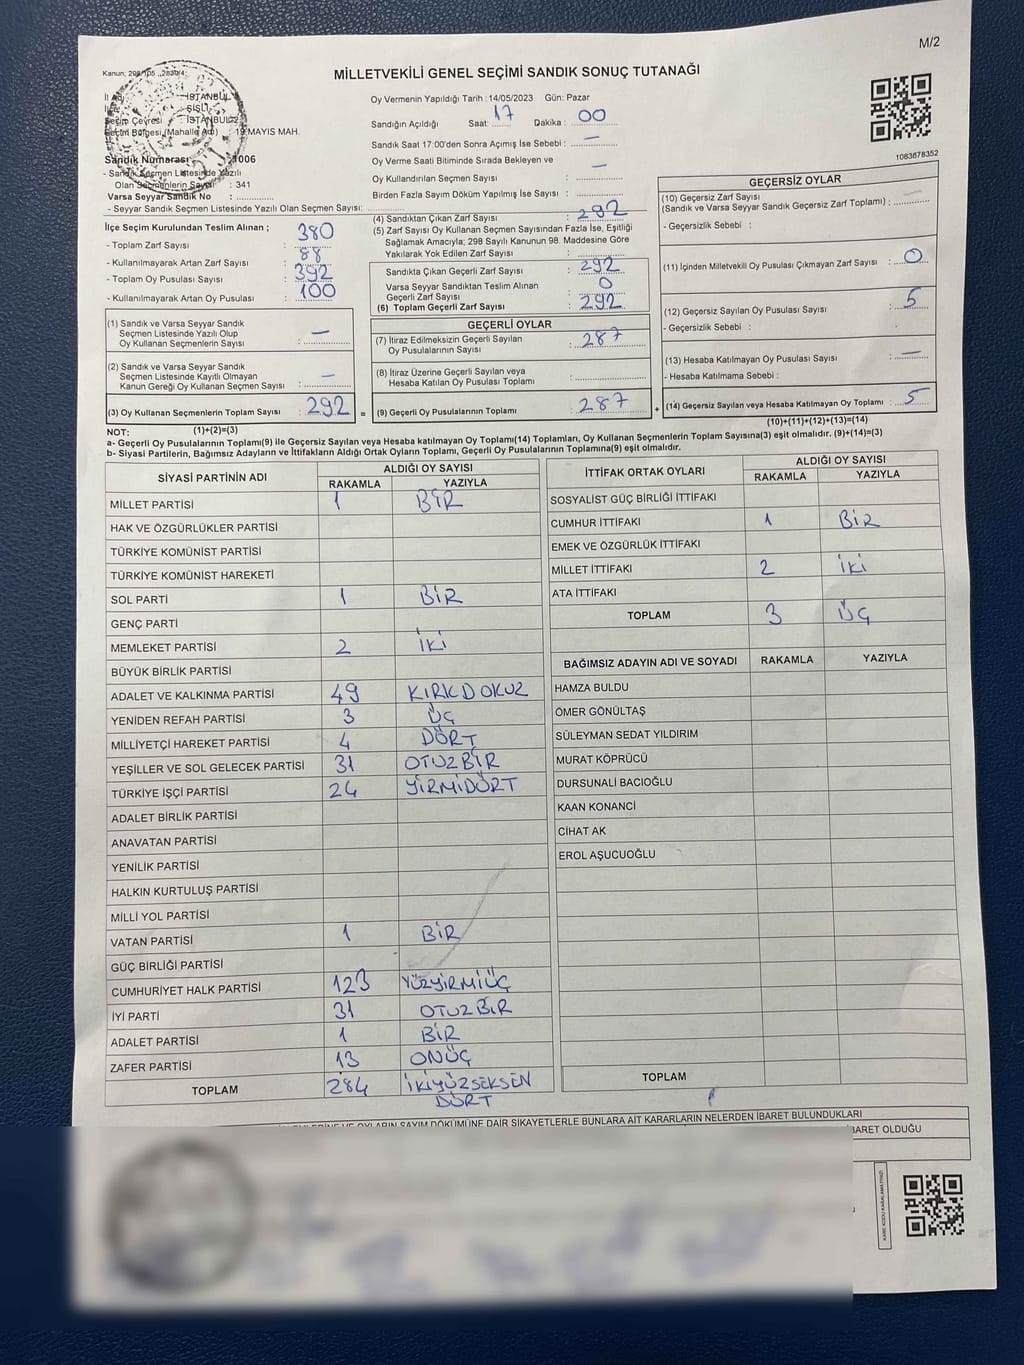 M/2
MİLLETVEKİLİ GENEL SEÇİMİ SANDIK SONUÇ TUTANAĞI
İSTANBUL
ŞİŞLİ
Seçim Çevresi : İSTANBUL-2
Seçim Bölgesi (Mahalle Adı) : 19 MAYIS MAH.
Sandık Numarası : 1006
- Sandık Seçmen Listesinde Yazılı
Olan Seçmenlerin Sayısı : 341
Varsa Seyyar Sandık No :
- Seyyar Sandık Seçmen Listesinde Yazılı Olan Seçmen Sayısı:
Oy Vermenin Yapıldığı Tarih : 14/05/2023 Gün: Pazar
Sandığın Açıldığı Saat: 17 Dakika : 00
Sandık Saat 17:00'den Sonra Açımış İse Sebebi : —
Oy Verme Saati Bitiminde Sırada Bekleyen ve
Oy Kullandırılan Seçmen Sayısı : —
Birden Fazla Sayım Döküm Yapılmış İse Sayısı :
1083678352
İlçe Seçim Kurulundan Teslim Alınan ; 380
- Toplam Zarf Sayısı : 88
- Kullanılmayarak Artan Zarf Sayısı
- Toplam Oy Pusulası Sayısı : 392
- Kullanılmayarak Artan Oy Pusulası : 100
(1) Sandık ve Varsa Seyyar Sandık
Seçmen Listesinde Yazılı Olup
Oy Kullanan Seçmenlerin Sayısı : —
(2) Sandık ve Varsa Seyyar Sandık
Seçmen Listesinde Kayıtlı Olmayan
Kanun Gereği Oy Kullanan Seçmen Sayısı : —
(3) Oy Kullanan Seçmenlerin Toplam Sayısı : 292 =
(1)+(2)=(3)
(4) Sandıktan Çıkan Zarf Sayısı : 292
(5) Zarf Sayısı Oy Kullanan Seçmen Sayısından Fazla İse, Eşitliği
Sağlamak Amacıyla; 298 Sayılı Kanunun 98. Maddesine Göre
Yakılarak Yok Edilen Zarf Sayısı :
Sandıkta Çıkan Geçerli Zarf Sayısı : 292
Varsa Seyyar Sandıktan Teslim Alınan
Geçerli Zarf Sayısı : 0
(6) Toplam Geçerli Zarf Sayısı : 292
GEÇERLİ OYLAR
(7) İtiraz Edilmeksizin Geçerli Sayılan
Oy Pusulalarının Sayısı : 287
(8) İtiraz Üzerine Geçerli Sayılan veya
Hesaba Katılan Oy Pusulası Toplamı :
(9) Geçerli Oy Pusulalarının Toplamı : 287 +
GEÇERSİZ OYLAR
(10) Geçersiz Zarf Sayısı
(Sandık ve Varsa Seyyar Sandık Geçersiz Zarf Toplamı) : —
- Geçersizlik Sebebi :
(11) İçinden Milletvekili Oy Pusulası Çıkmayan Zarf Sayısı : 0
(12) Geçersiz Sayılan Oy Pusulası Sayısı : 5
- Geçersizlik Sebebi :
(13) Hesaba Katılmayan Oy Pusulası Sayısı : —
- Hesaba Katılmama Sebebi :
(14) Geçersiz Sayılan veya Hesaba Katılmayan Oy Toplamı : 5
(10)+(11)+(12)+(13)=(14)
NOT:
a- Geçerli Oy Pusulalarının Toplamı(9) ile Geçersiz Sayılan veya Hesaba katılmayan Oy Toplamı(14) Toplamları, Oy Kullanan Seçmenlerin Toplam Sayısına(3) eşit olmalıdır. (9)+(14)=(3)
b- Siyasi Partilerin, Bağımsız Adayların ve İttifakların Aldığı Ortak Oyların Toplamı, Geçerli Oy Pusulalarının Toplamına(9) eşit olmalıdır.
SİYASİ PARTİNİN ADI ALDIĞI OY SAYISI
RAKAMLA YAZIYLA
MİLLET PARTİSİ 1 BİR
HAK VE ÖZGÜRLÜKLER PARTİSİ
TÜRKİYE KOMÜNİST PARTİSİ
TÜRKİYE KOMÜNİST HAREKETİ
SOL PARTİ 1 BİR
GENÇ PARTİ
MEMLEKET PARTİSİ 2 İKİ
BÜYÜK BİRLİK PARTİSİ
ADALET VE KALKINMA PARTİSİ 49 KIRKDOKUZ
YENİDEN REFAH PARTİSİ 3 ÜÇ
MİLLİYETÇİ HAREKET PARTİSİ 4 DÖRT
YEŞİLLER VE SOL GELECEK PARTİSİ 31 OTUZBİR
TÜRKİYE İŞÇİ PARTİSİ 24 YİRMİDÖRT
ADALET BİRLİK PARTİSİ
ANAVATAN PARTİSİ
YENİLİK PARTİSİ
HALKIN KURTULUŞ PARTİSİ
MİLLİ YOL PARTİSİ
VATAN PARTİSİ 1 BİR
GÜÇ BİRLİĞİ PARTİSİ
CUMHURİYET HALK PARTİSİ 123 YÜZYİRMİÜÇ
İYİ PARTİ 31 OTUZBİR
ADALET PARTİSİ 1 BİR
ZAFER PARTİSİ 13 ONÜÇ
TOPLAM 284 İKİYÜZSEKSEN
DÖRT
İTTİFAK ORTAK OYLARI ALDIĞI OY SAYISI
RAKAMLA YAZIYLA
SOSYALİST GÜÇ BİRLİĞİ İTTİFAKI
CUMHUR İTTİFAKI 1 BİR
EMEK VE ÖZGÜRLÜK İTTİFAKI
MİLLET İTTİFAKI 2 İKİ
ATA İTTİFAKI
TOPLAM 3 ÜÇ
BAĞIMSIZ ADAYIN ADI VE SOYADI RAKAMLA YAZIYLA
HAMZA BULDU
ÖMER GÖNÜLTAŞ
SÜLEYMAN SEDAT YILDIRIM
MURAT KÖPRÜCÜ
DURSUNALİ BACIOĞLU
KAAN KONANCİ
CİHAT AK
EROL AŞUCUOĞLU
TOPLAM
OYLARIN SAYIM DÖKÜMÜNE DAİR ŞİKAYETLERLE BUNLARA AİT KARARLARIN NELERDEN İBARET BULUNDUKLARI
İBARET OLDUĞU